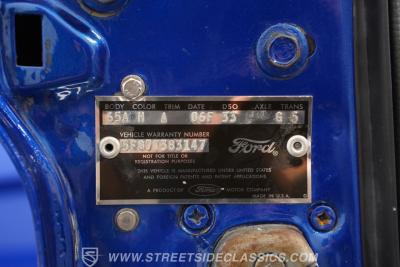 BODY COLOR TRIM DATE DSO AXLE TRANS
65A H A 06F 33 6 5
VEHICLE WARRANTY NUMBER
Ford
NOT FOR TITLE OR
REGISTRATION PURPOSES
THIS VEHICLE IS MANUFACTURED UNDER UNITED STATES
AND FOREIGN PATENTS AND PATENT APPLICATIONS
A PRODUCT OF Ford MOTOR COMPANY
MADE IN U.S.A.
WWW.STREETSIDECLASSICS.COM